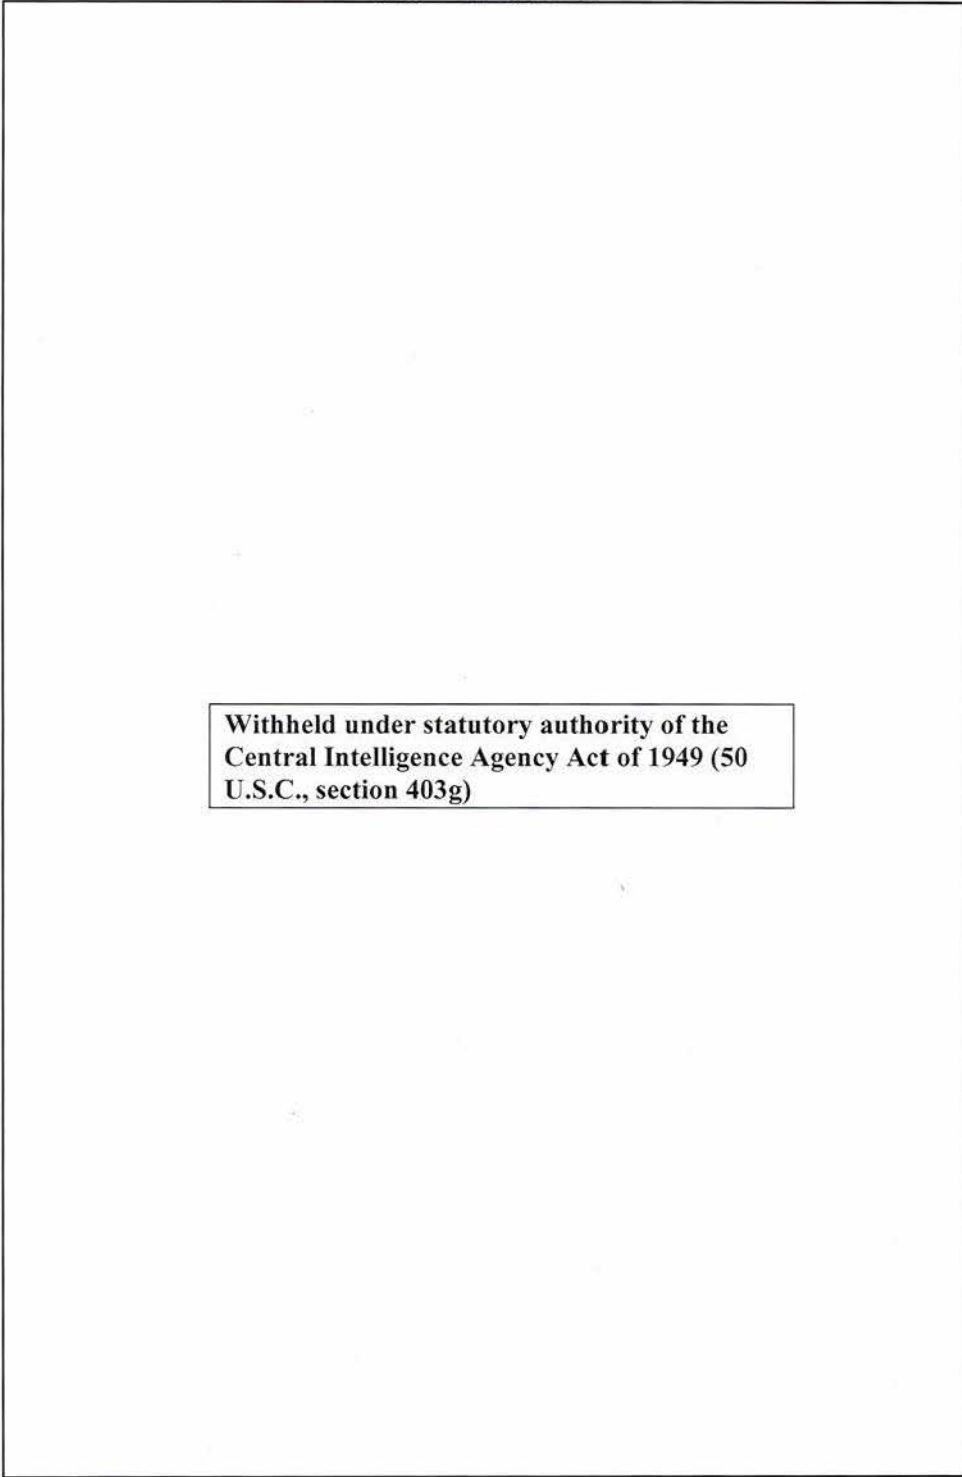 Withheld under statutory authority of the
Central Intelligence Agency Act of 1949 (50
U.S.C., section 403g)